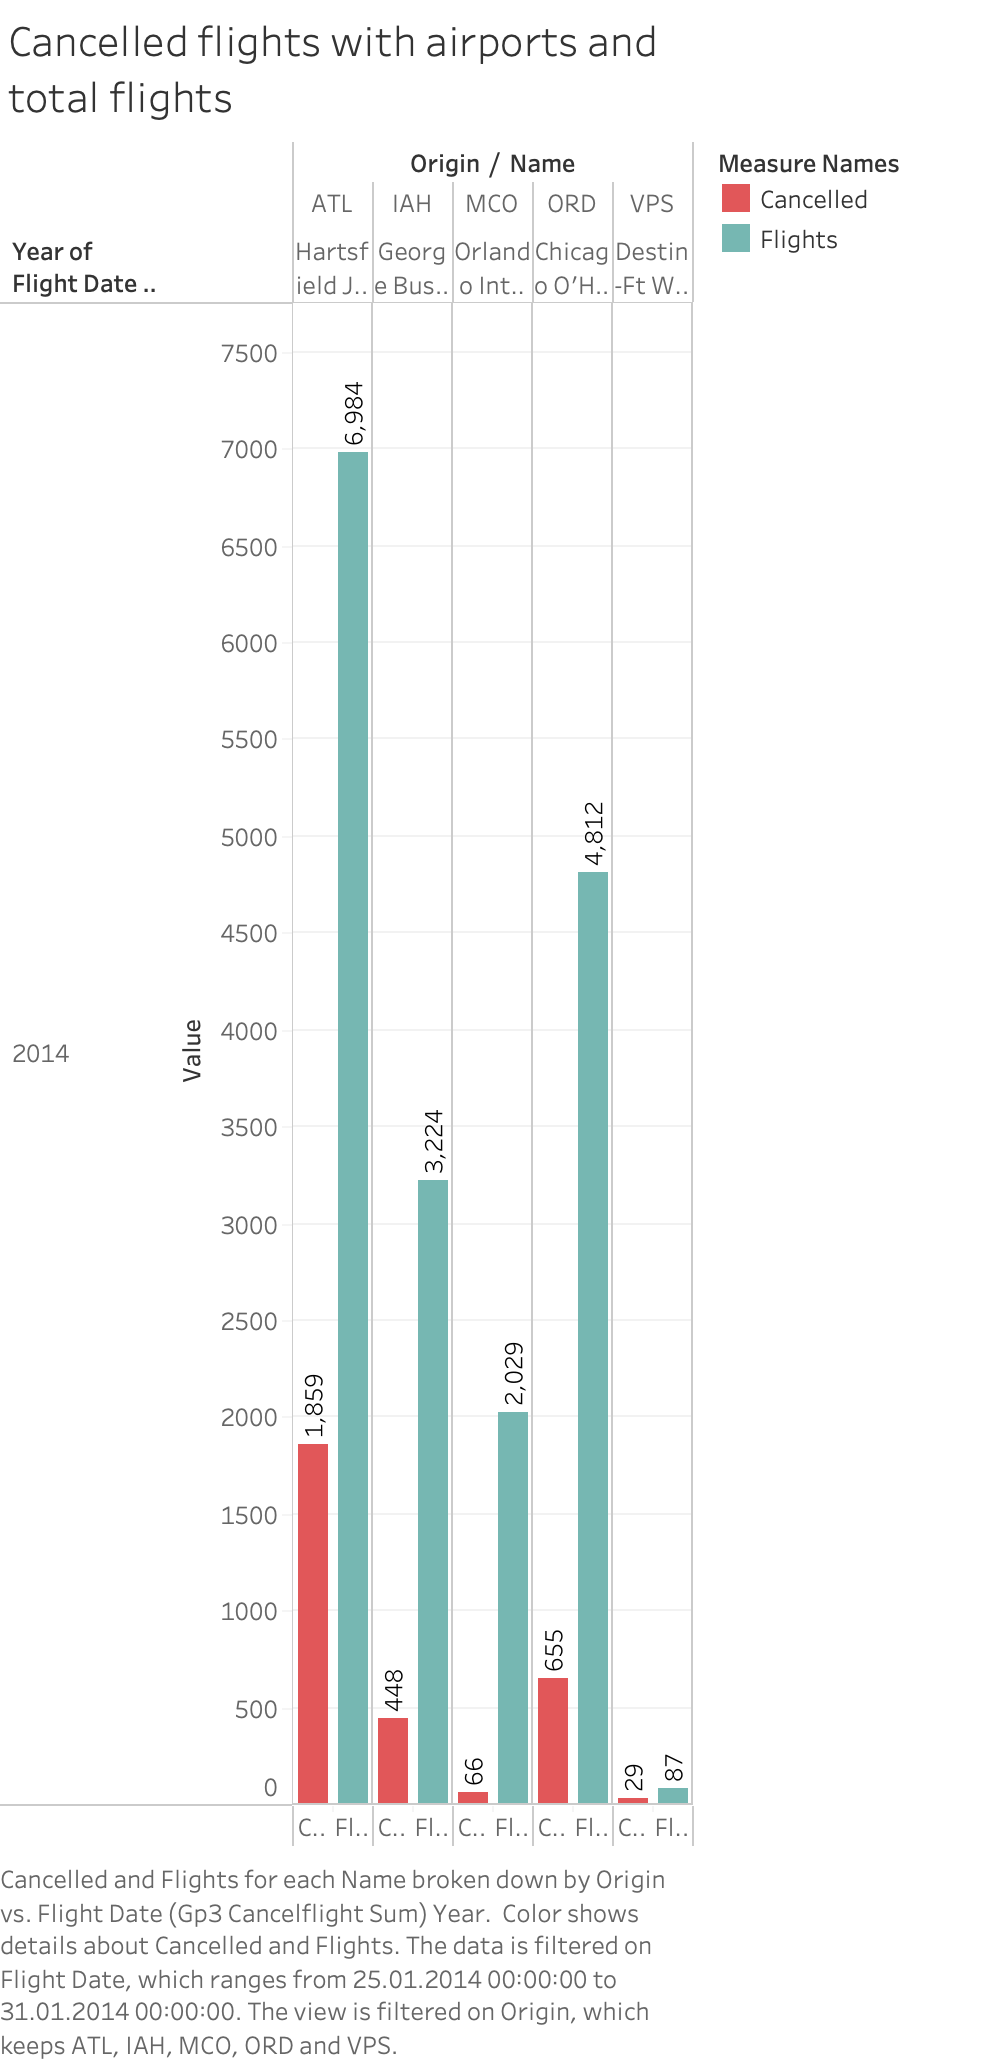 Cancelled flights with airports and
total flights
Origin / Name
Measure Names
Cancelled
Flights
ATL IAH MCO ORD VPS
Year of
Flight Date ..
Hartsf Georg Orland Chicag Destin
ield J.. e Bus.. o Int.. o O'H.. -Ft W..
7500
7000
6500
6000
5500
5000
4500
4000
3500
3000
2500
2000
1500
1000
500
0
Value
2014
1,859
6,984
448
3,224
66
2,029
655
4,812
29
87
C.. Fl.. C.. Fl.. C.. Fl.. C.. Fl.. C.. Fl..
Cancelled and Flights for each Name broken down by Origin
vs. Flight Date (Gp3 Cancelflight Sum) Year. Color shows
details about Cancelled and Flights. The data is filtered on
Flight Date, which ranges from 25.01.2014 00:00:00 to
31.01.2014 00:00:00. The view is filtered on Origin, which
keeps ATL, IAH, MCO, ORD and VPS.